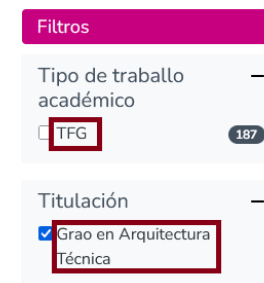 Filtros
Tipo de traballo
académico
TFG
187
Titulación
Grao en Arquitectura
Técnica